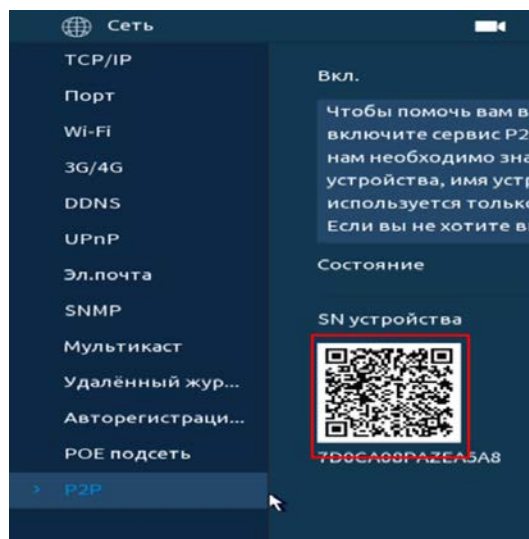 Сеть
TCP/IP
Порт
Wi-Fi
3G/4G
DDNS
UPnP
Эл.почта
SNMP
Мультикаст
Удалённый жур...
Авторегистраци...
POE подсеть
P2P
Вкл.
Чтобы помочь вам в
включите сервис P2
нам необходимо зна
устройства, имя устр
используется только
Если вы не хотите в
Состояние
SN устройства
7D0CA08PAZEA5A8